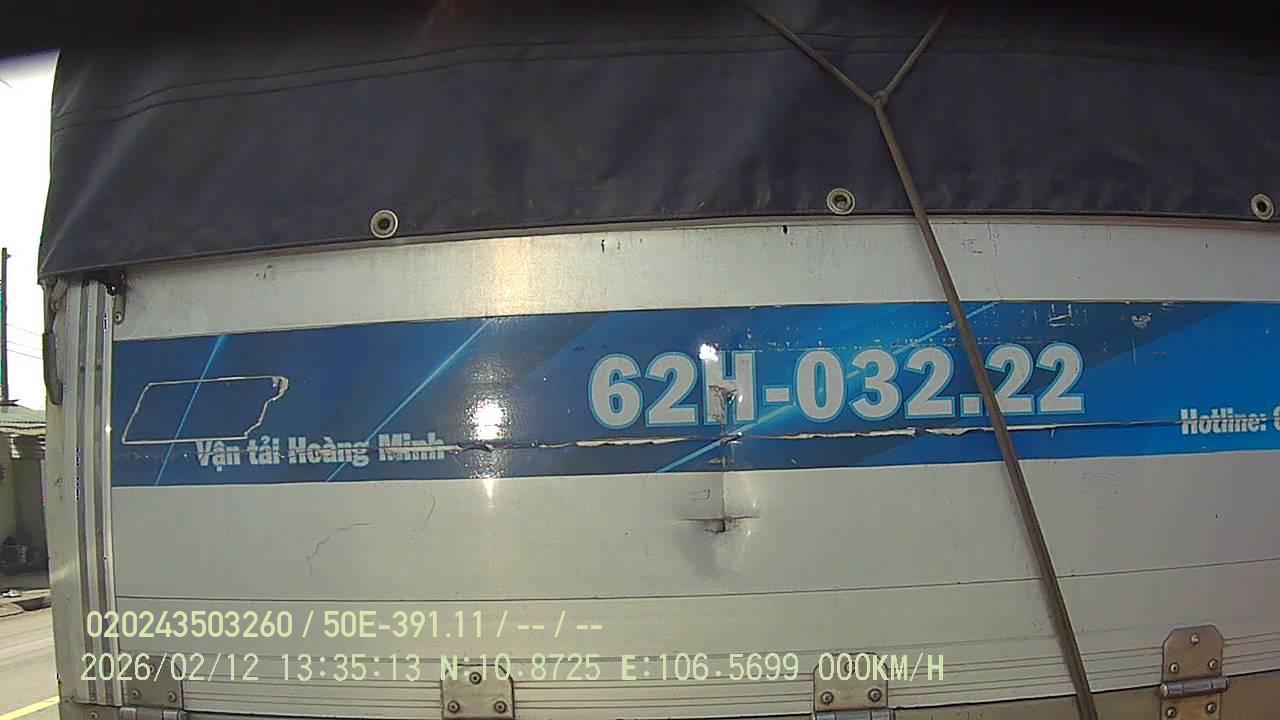 62H-032.22
Vận tải Hoàng Minh
Hotline:
020243503260 / 50E-391.11 / -- / --
2026/02/12 13:35:13 N:10.8725 E:106.5699 000KM/H